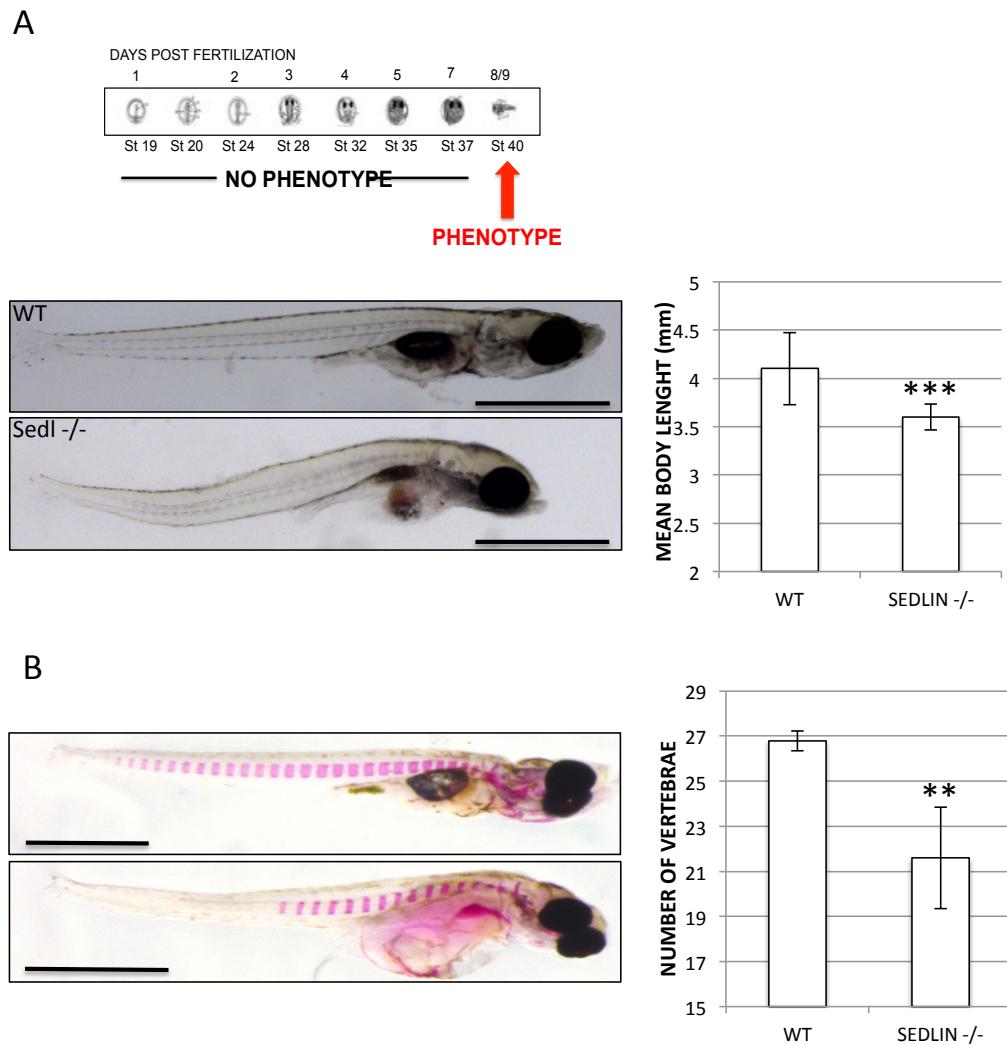 A
DAYS POST FERTILIZATION
1 2 3 4 5 7 8/9
St 19 St 20 St 24 St 28 St 32 St 35 St 37 St 40
NO PHENOTYPE
PHENOTYPE
WT
Sedl -/-
MEAN BODY LENGHT (mm)
5
4.5
4
3.5
3
2.5
2
***
WT SEDLIN -/-
B
NUMBER OF VERTEBRAE
29
27
25
23
21
19
17
15
**
WT SEDLIN -/-